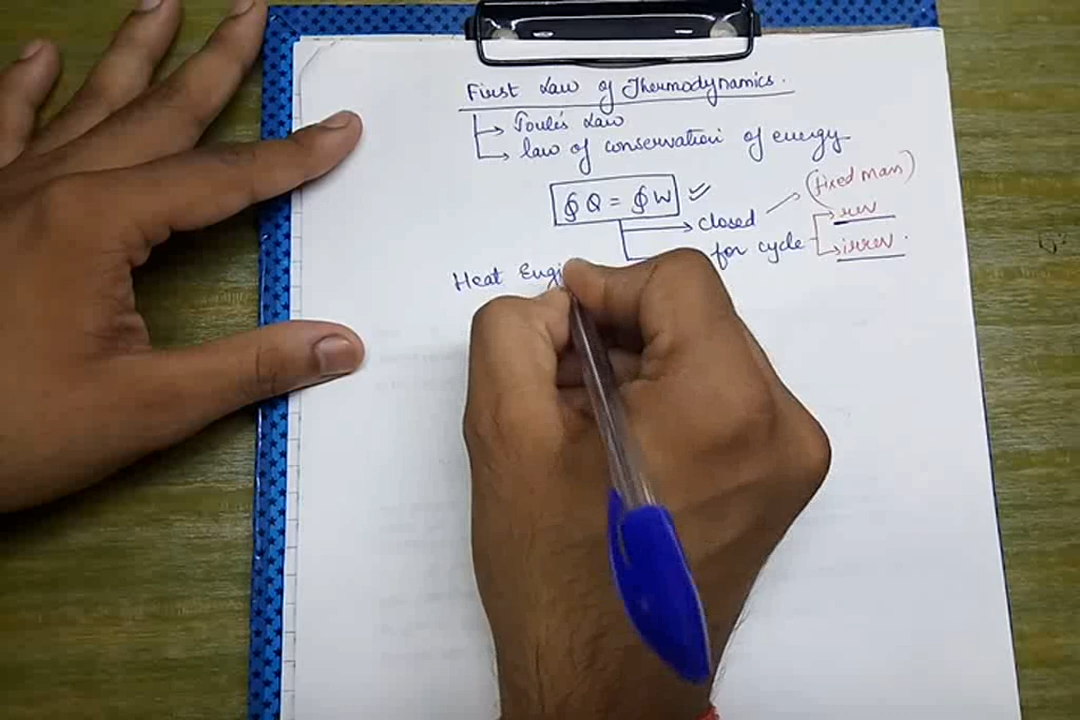 First Law of Thermodynamics.
Joule's Law
law of conservation of energy
∮Q = ∮W
closed (fixed mass)
for cycle rev
irrev.
Heat Engi